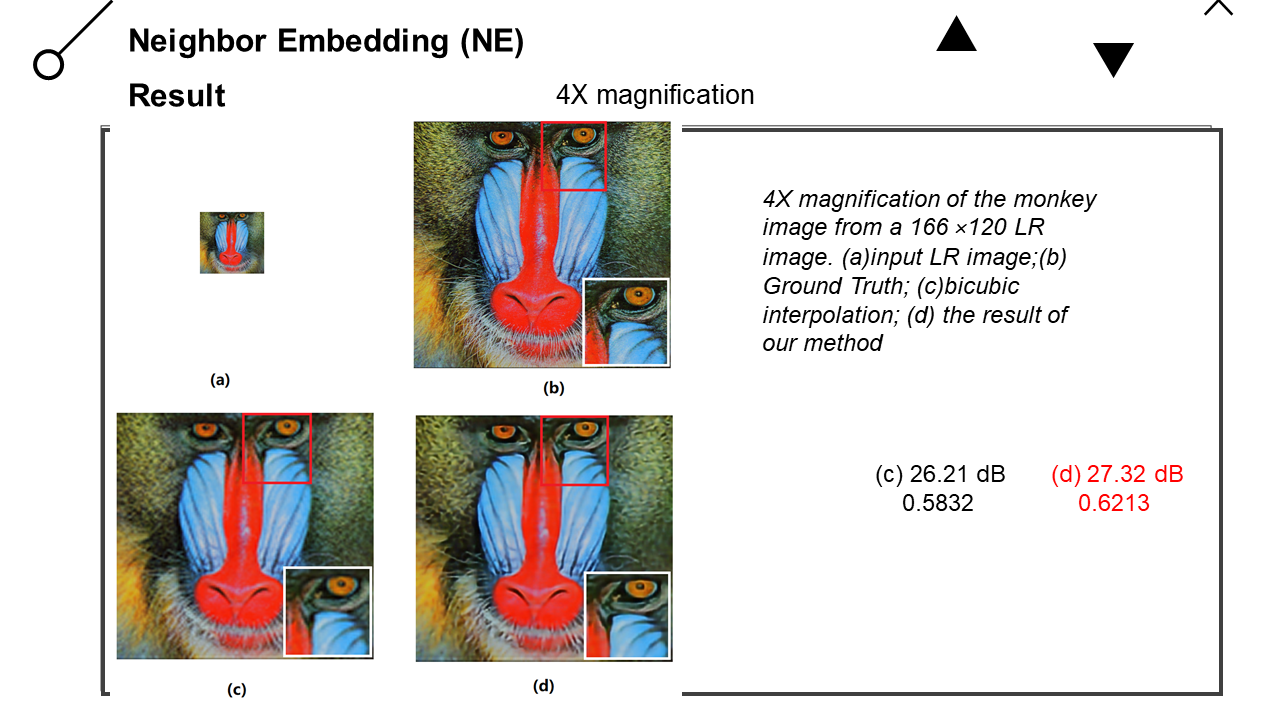 Neighbor Embedding (NE)
Result
4X magnification
4X magnification of the monkey
image from a 166 ×120 LR
image. (a)input LR image;(b)
Ground Truth; (c)bicubic
interpolation; (d) the result of
our method
(a)
(b)
(c) 26.21 dB
0.5832
(d) 27.32 dB
0.6213
(c)
(d)